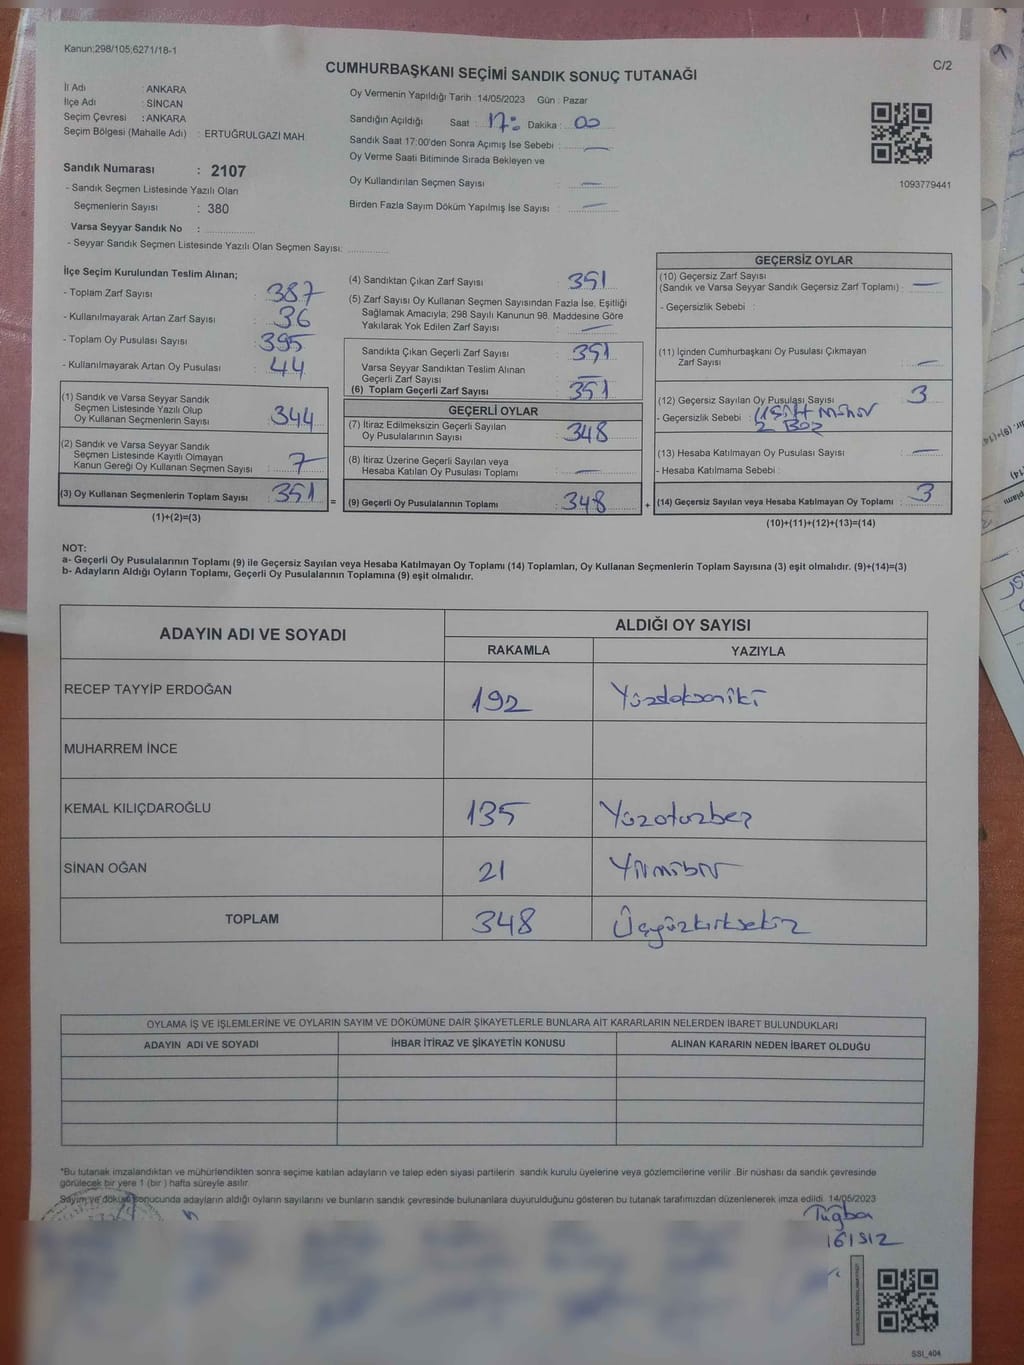 Kanun:298/105,6271/18-1
C/2
CUMHURBAŞKANI SEÇİMİ SANDIK SONUÇ TUTANAĞI
İl Adı : ANKARA
İlçe Adı : SİNCAN
Seçim Çevresi : ANKARA
Seçim Bölgesi (Mahalle Adı) : ERTUĞRULGAZİ MAH.
Sandık Numarası : 2107
- Sandık Seçmen Listesinde Yazılı Olan
Seçmenlerin Sayısı : 380
Varsa Seyyar Sandık No :
- Seyyar Sandık Seçmen Listesinde Yazılı Olan Seçmen Sayısı:
Oy Vermenin Yapıldığı Tarih : 14/05/2023 Gün : Pazar
Sandığın Açıldığı Saat : 17: Dakika : 00
Sandık Saat 17:00'den Sonra Açımış İse Sebebi : —
Oy Verme Saati Bitiminde Sırada Bekleyen ve
Oy Kullandırılan Seçmen Sayısı : —
Birden Fazla Sayım Döküm Yapılmış İse Sayısı : —
1093779441
İlçe Seçim Kurulundan Teslim Alınan;
- Toplam Zarf Sayısı : 387
- Kullanılmayarak Artan Zarf Sayısı : 36
- Toplam Oy Pusulası Sayısı : 395
- Kullanılmayarak Artan Oy Pusulası : 44
(1) Sandık ve Varsa Seyyar Sandık
Seçmen Listesinde Yazılı Olup
Oy Kullanan Seçmenlerin Sayısı : 344
(2) Sandık ve Varsa Seyyar Sandık
Seçmen Listesinde Kayıtlı Olmayan
Kanun Gereği Oy Kullanan Seçmen Sayısı : 7
(3) Oy Kullanan Seçmenlerin Toplam Sayısı : 351
(1)+(2)=(3)
=
(4) Sandıktan Çıkan Zarf Sayısı : 351
(5) Zarf Sayısı Oy Kullanan Seçmen Sayısından Fazla İse, Eşitliği
Sağlamak Amacıyla; 298 Sayılı Kanunun 98. Maddesine Göre
Yakılarak Yok Edilen Zarf Sayısı : —
Sandıkta Çıkan Geçerli Zarf Sayısı : 351
Varsa Seyyar Sandıktan Teslim Alınan
Geçerli Zarf Sayısı : —
(6) Toplam Geçerli Zarf Sayısı : 351
GEÇERLİ OYLAR
(7) İtiraz Edilmeksizin Geçerli Sayılan
Oy Pusulalarının Sayısı : 348
(8) İtiraz Üzerine Geçerli Sayılan veya
Hesaba Katılan Oy Pusulası Toplamı : —
(9) Geçerli Oy Pusulalarının Toplamı : 348
+
GEÇERSİZ OYLAR
(10) Geçersiz Zarf Sayısı
(Sandık ve Varsa Seyyar Sandık Geçersiz Zarf Toplamı) : —
- Geçersizlik Sebebi :
(11) İçinden Cumhurbaşkanı Oy Pusulası Çıkmayan
Zarf Sayısı : —
(12) Geçersiz Sayılan Oy Pusulası Sayısı : 3
- Geçersizlik Sebebi :
2 Boz
(13) Hesaba Katılmayan Oy Pusulası Sayısı : —
- Hesaba Katılmama Sebebi :
(14) Geçersiz Sayılan veya Hesaba Katılmayan Oy Toplamı : 3
(10)+(11)+(12)+(13)=(14)
NOT:
a- Geçerli Oy Pusulalarının Toplamı (9) ile Geçersiz Sayılan veya Hesaba Katılmayan Oy Toplamı (14) Toplamları, Oy Kullanan Seçmenlerin Toplam Sayısına (3) eşit olmalıdır. (9)+(14)=(3)
b- Adayların Aldığı Oyların Toplamı, Geçerli Oy Pusulalarının Toplamına (9) eşit olmalıdır.
ADAYIN ADI VE SOYADI
ALDIĞI OY SAYISI
RAKAMLA YAZIYLA
RECEP TAYYİP ERDOĞAN 192 Yüzdoksaniki
MUHARREM İNCE
KEMAL KILIÇDAROĞLU 135 Yüzotuzbeş
SİNAN OĞAN 21 Yirmibir
TOPLAM 348 Üçyüzkırksekiz
OYLAMA İŞ VE İŞLEMLERİNE VE OYLARIN SAYIM VE DÖKÜMÜNE DAİR ŞİKAYETLERLE BUNLARA AİT KARARLARIN NELERDEN İBARET BULUNDUKLARI
ADAYIN ADI VE SOYADI İHBAR İTİRAZ VE ŞİKAYETİN KONUSU ALINAN KARARIN NEDEN İBARET OLDUĞU
*Bu tutanak imzalandıktan ve mühürlendikten sonra seçime katılan adayların ve talep eden siyasi partilerin sandık kurulu üyelerine veya gözlemcilerine verilir. Bir nüshası da sandık çevresinde
görülecek bir yere 1 (bir) hafta süreyle asılır.
Sayım ve döküm sonucunda adayların aldığı oyların sayılarını ve bunların sandık çevresinde bulunanlara duyurulduğunu gösteren bu tutanak tarafımızdan düzenlenerek imza edildi. 14/05/2023
Tuğba
SSI_404